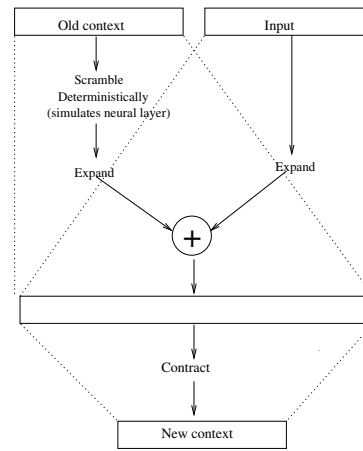 Old context
Input
Scramble
Deterministically
(simulates neural layer)
Expand
Expand
+
Contract
New context